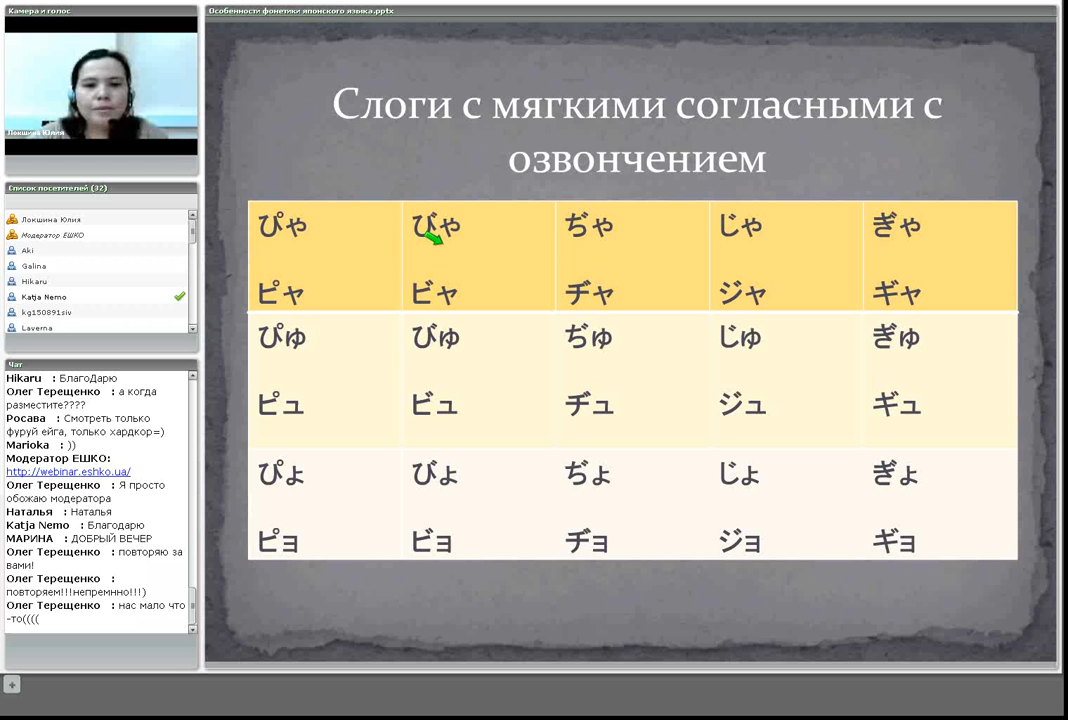 Камера и голос
Локшина Юлия
Список посетителей (32)
Локшина Юлия
Модератор ЕШКО
Aki
Galina
Hikaru
Katja Nemo
kg150891siv
Laverna
Чат
Hikaru : БлагоДарю
Олег Терещенко : а когда
разместите????
Росава : Смотреть только
фуруй ейга, только хардкор=)
Marioka : ))
Модератор ЕШКО:
http://webinar.eshko.ua/
Олег Терещенко : Я просто
обожаю модератора
Наталья : Наталья
Katja Nemo : Благодарю
МАРИНА : ДОБРЫЙ ВЕЧЕР
Олег Терещенко : повторяю за
вами!
Олег Терещенко :
повторяем!!!непремнно!!!)
Олег Терещенко : нас мало что
-то((((
Особенности фонетики японского языка.pptx
Слоги с мягкими согласными с
озвончением
ぴゃ びゃ ぢゃ じゃ ぎゃ
ピャ ビャ ヂャ ジャ ギャ
ぴゅ びゅ ぢゅ じゅ ぎゅ
ピュ ビュ ヂュ ジュ ギュ
ぴょ びょ ぢょ じょ ぎょ
ピョ ビョ ヂョ ジョ ギョ